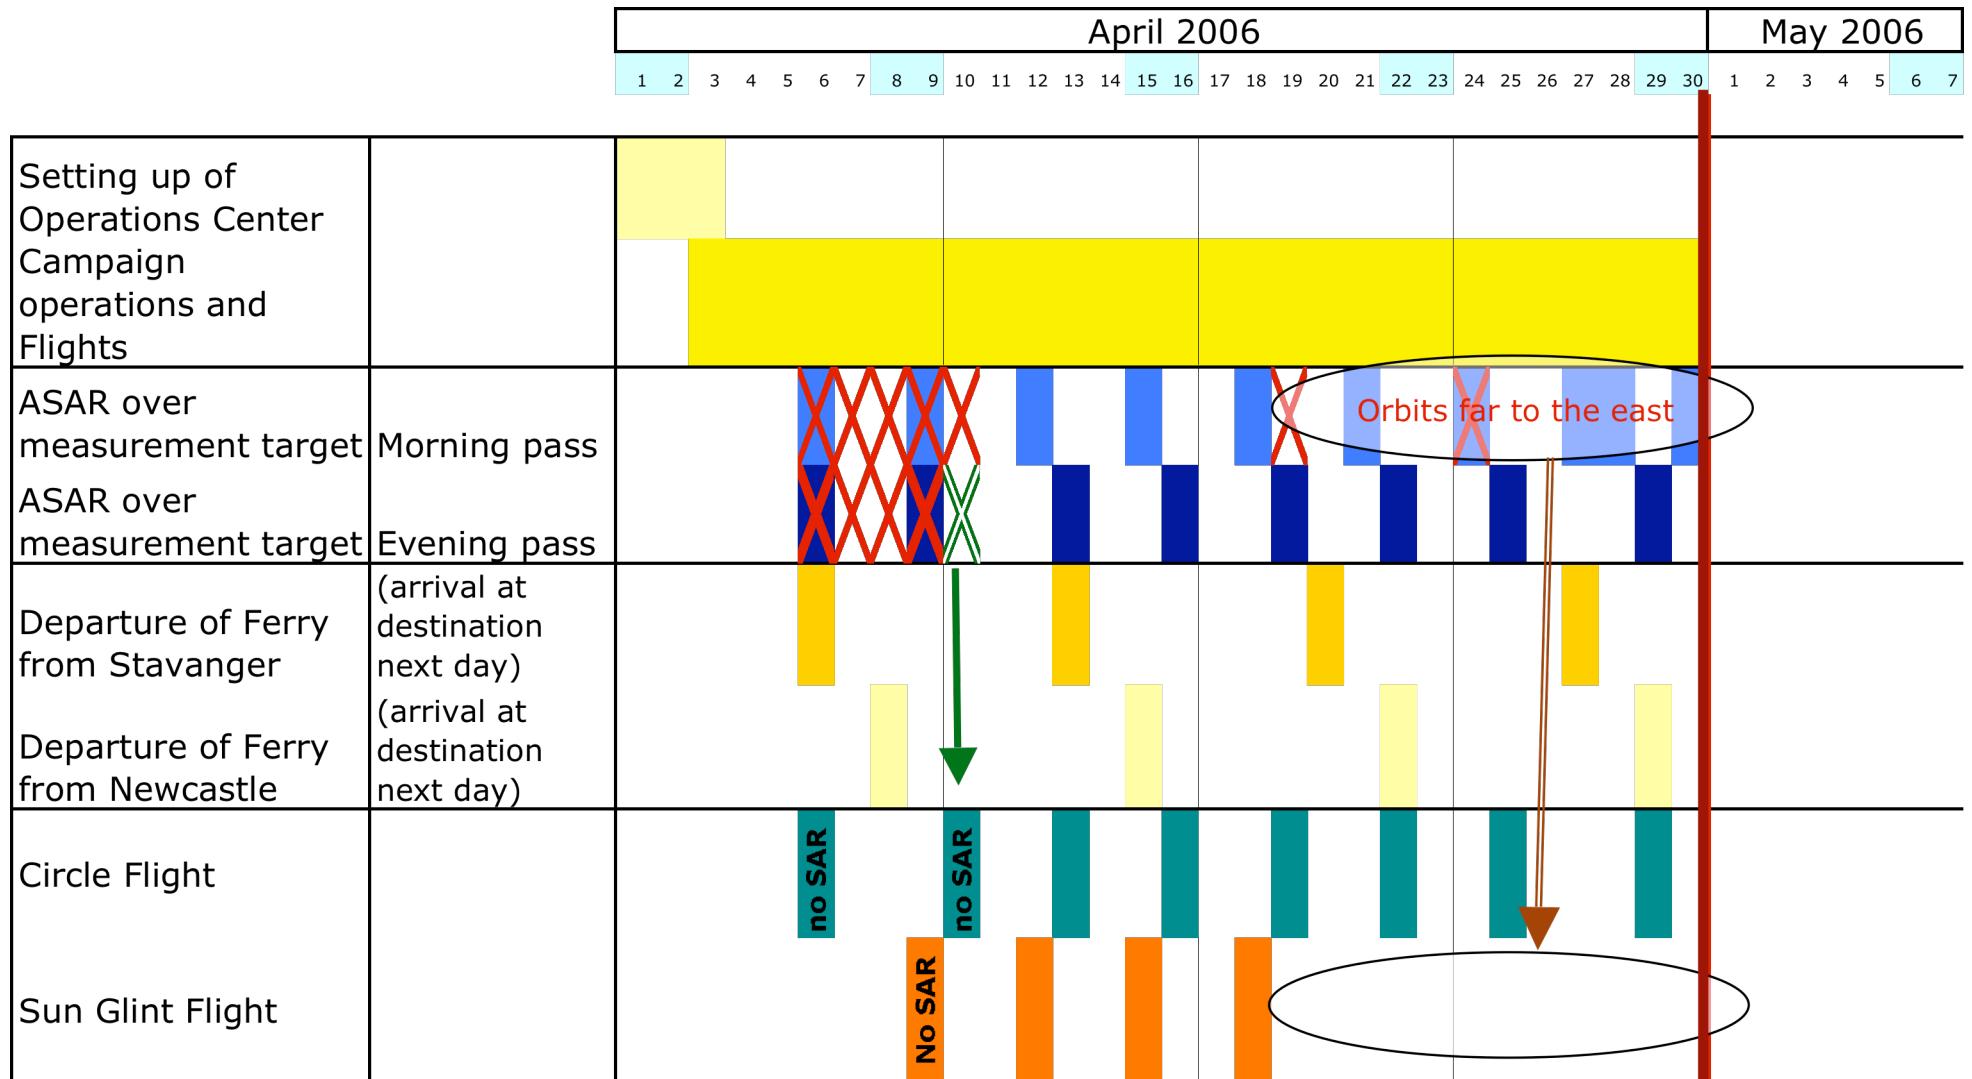 April 2006 May 2006
1 2 3 4 5 6 7 8 9 10 11 12 13 14 15 16 17 18 19 20 21 22 23 24 25 26 27 28 29 30 1 2 3 4 5 6 7
Setting up of
Operations Center
Campaign
operations and
Flights
ASAR over
measurement target Morning pass
Orbits far to the east
ASAR over
measurement target Evening pass
Departure of Ferry
from Stavanger
(arrival at
destination
next day)
Departure of Ferry
from Newcastle
(arrival at
destination
next day)
Circle Flight
no SAR
no SAR
Sun Glint Flight
No SAR